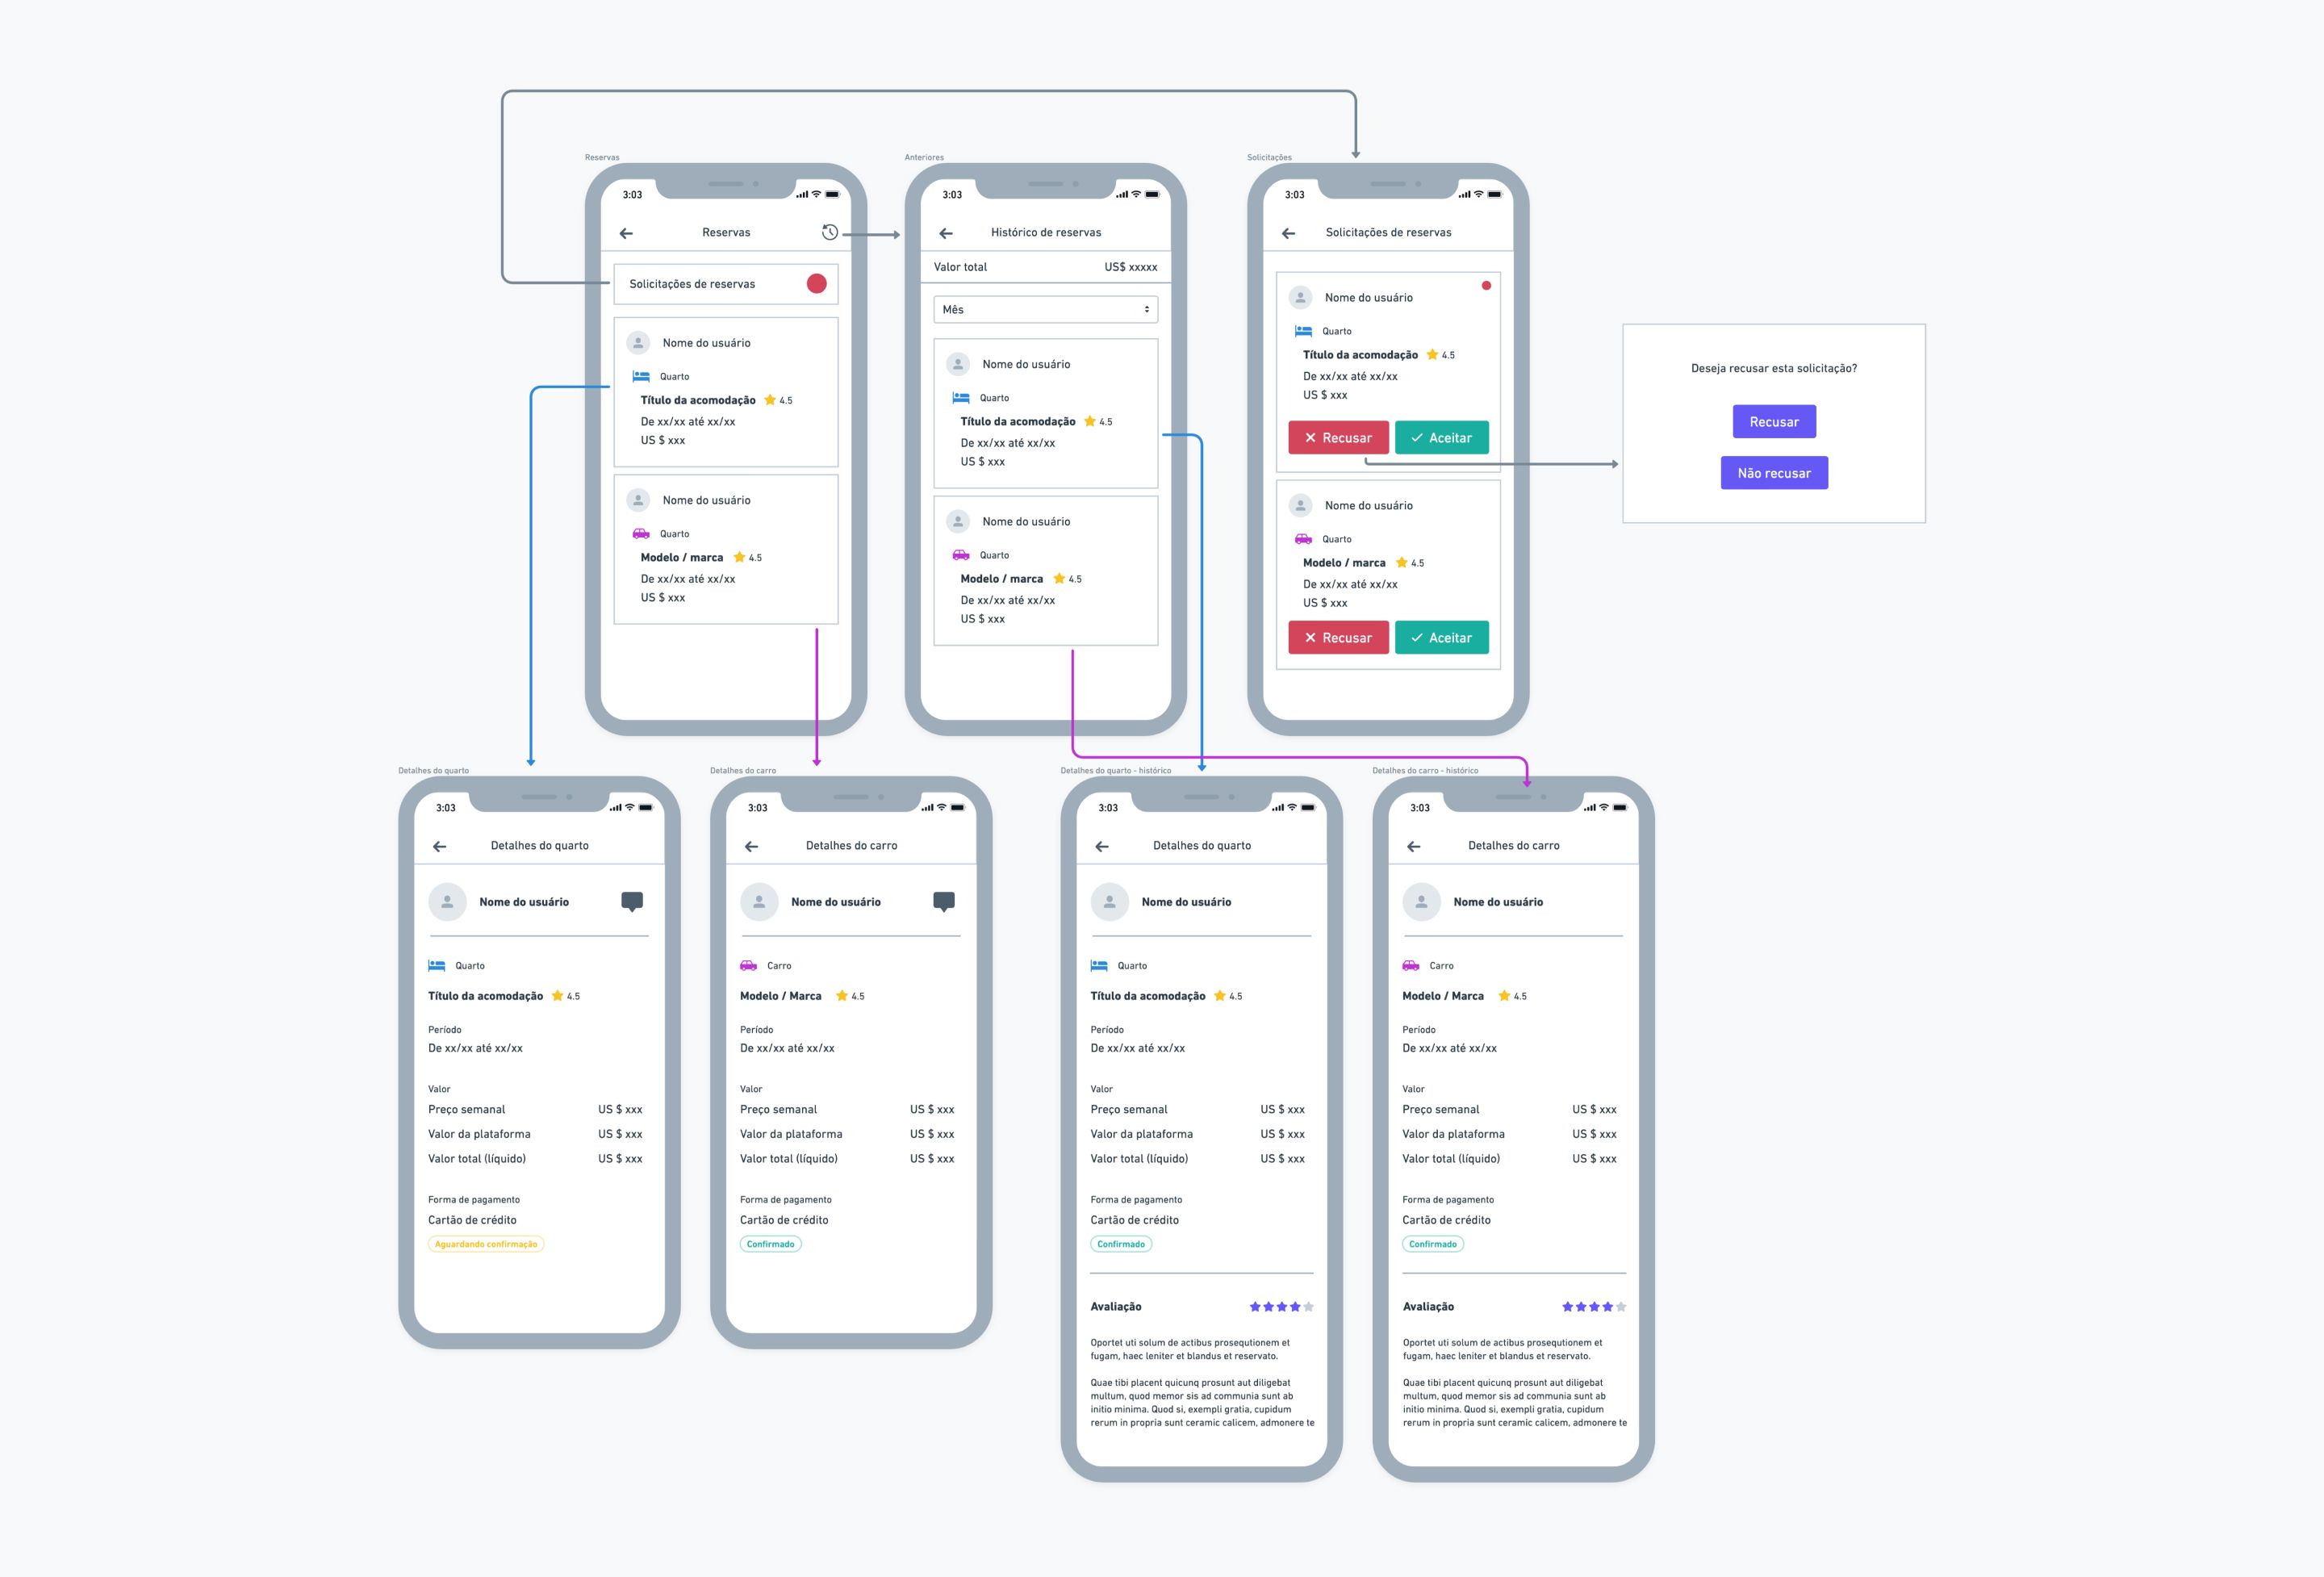 Reservas
3:03
Reservas
Solicitações de reservas
Nome do usuário
Quarto
Título da acomodação 4.5
De xx/xx até xx/xx
US $ xxx
Nome do usuário
Quarto
Modelo / marca 4.5
De xx/xx até xx/xx
US $ xxx
Anteriores
3:03
Histórico de reservas
Valor total US$ xxxxx
Mês
Nome do usuário
Quarto
Título da acomodação 4.5
De xx/xx até xx/xx
US $ xxx
Nome do usuário
Quarto
Modelo / marca 4.5
De xx/xx até xx/xx
US $ xxx
Solicitações
3:03
Solicitações de reservas
Nome do usuário
Quarto
Título da acomodação 4.5
De xx/xx até xx/xx
US $ xxx
Recusar Aceitar
Nome do usuário
Quarto
Modelo / marca 4.5
De xx/xx até xx/xx
US $ xxx
Recusar Aceitar
Deseja recusar esta solicitação?
Recusar
Não recusar
Detalhes do quarto
3:03
Detalhes do quarto
Nome do usuário
Quarto
Título da acomodação 4.5
Período
De xx/xx até xx/xx
Valor
Preço semanal US $ xxx
Valor da plataforma US $ xxx
Valor total (líquido) US $ xxx
Forma de pagamento
Cartão de crédito
Aguardando confirmação
Detalhes do carro
3:03
Detalhes do carro
Nome do usuário
Carro
Modelo / Marca 4.5
Período
De xx/xx até xx/xx
Valor
Preço semanal US $ xxx
Valor da plataforma US $ xxx
Valor total (líquido) US $ xxx
Forma de pagamento
Cartão de crédito
Confirmado
Detalhes do quarto - histórico
3:03
Detalhes do quarto
Nome do usuário
Quarto
Título da acomodação 4.5
Período
De xx/xx até xx/xx
Valor
Preço semanal US $ xxx
Valor da plataforma US $ xxx
Valor total (líquido) US $ xxx
Forma de pagamento
Cartão de crédito
Confirmado
Avaliação
Oportet uti solum de actibus prosequtionem et
fugam, haec leniter et blandus et reservato.
Quae tibi placent quicunq prosunt aut diligebat
multum, quod memor sis ad communia sunt ab
initio minima. Quod si, exempli gratia, cupidum
rerum in propria sunt ceramic calicem, admonere te
Detalhes do carro - histórico
3:03
Detalhes do carro
Nome do usuário
Carro
Modelo / Marca 4.5
Período
De xx/xx até xx/xx
Valor
Preço semanal US $ xxx
Valor da plataforma US $ xxx
Valor total (líquido) US $ xxx
Forma de pagamento
Cartão de crédito
Confirmado
Avaliação
Oportet uti solum de actibus prosequtionem et
fugam, haec leniter et blandus et reservato.
Quae tibi placent quicunq prosunt aut diligebat
multum, quod memor sis ad communia sunt ab
initio minima. Quod si, exempli gratia, cupidum
rerum in propria sunt ceramic calicem, admonere te